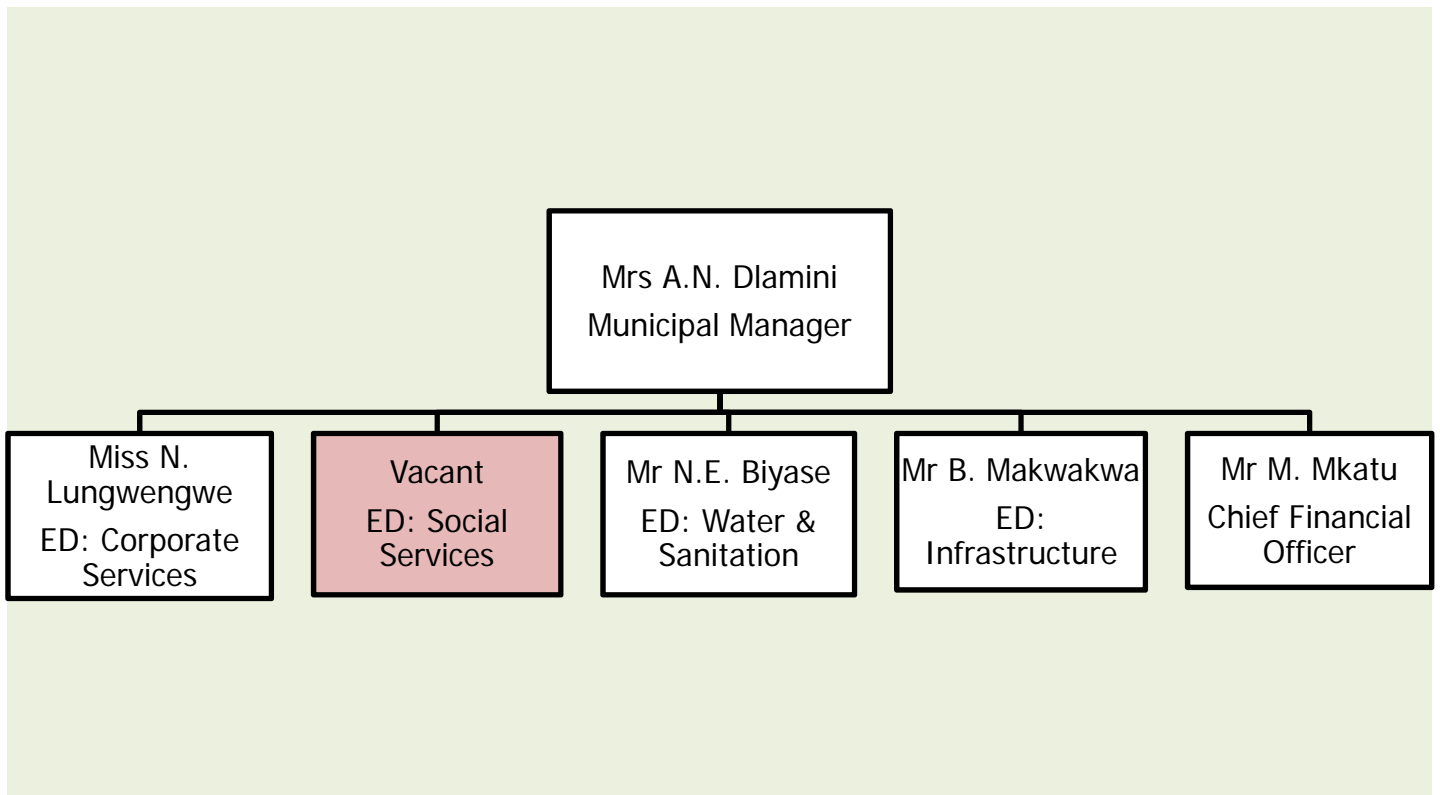 Mrs A.N. Dlamini
Municipal Manager
Miss N.
Lungwengwe
ED: Corporate
Services
Vacant
ED: Social
Services
Mr N.E. Biyase
ED: Water &
Sanitation
Mr B. Makwakwa
ED:
Infrastructure
Mr M. Mkatu
Chief Financial
Officer